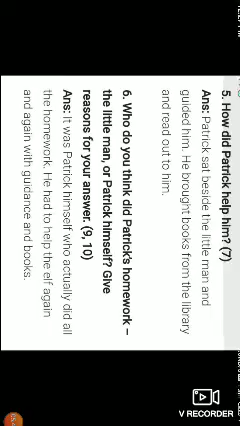 5. How did Patrick help him? (7)
Ans: Patrick sat beside the little man and
guided him. He brought books from the library
and read out to him.
6. Who do you think did Patrick's homework –
the little man, or Patrick himself? Give
reasons for your answer. (9, 10)
Ans: It was Patrick himself who actually did all
the homework. He had to help the elf again
and again with guidance and books.
V RECORDER